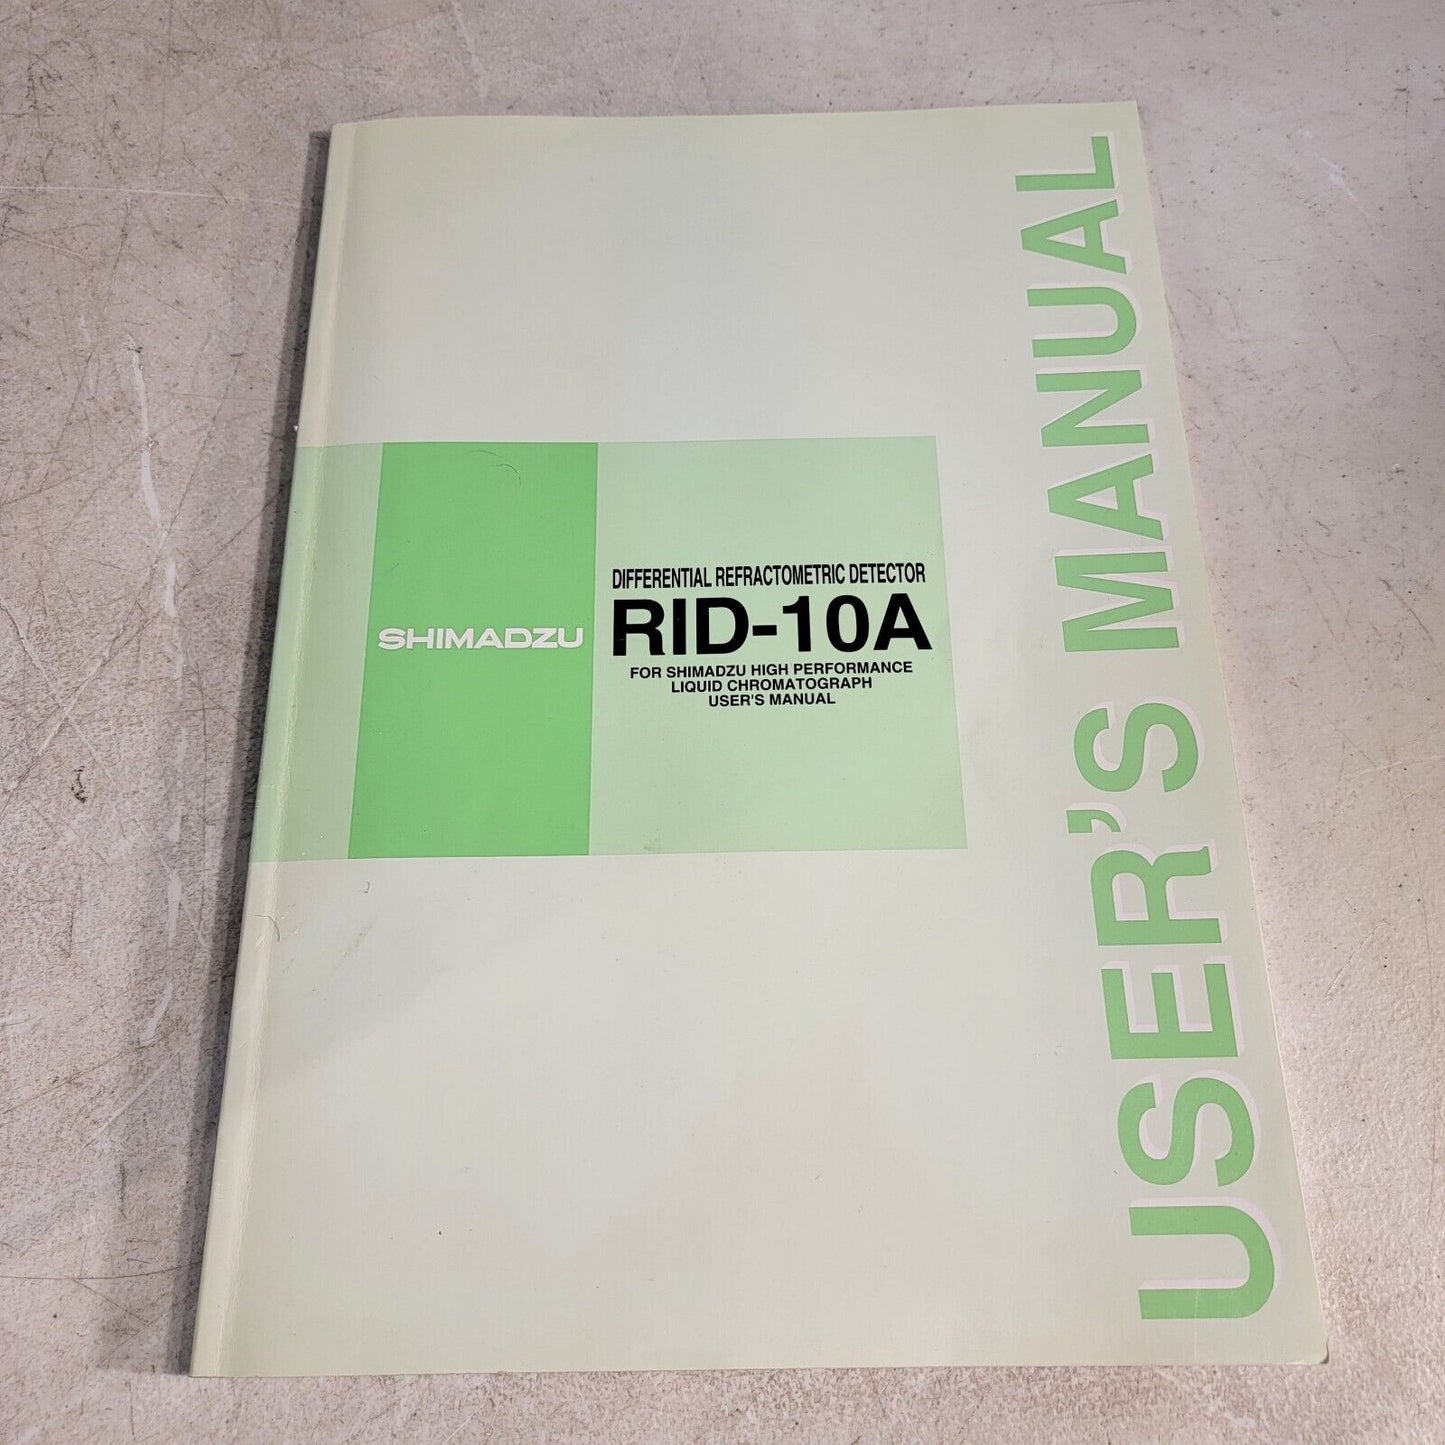 SHIMADZU
DIFFERENTIAL REFRACTOMETRIC DETECTOR
RID-10A
FOR SHIMADZU HIGH PERFORMANCE
LIQUID CHROMATOGRAPH
USER'S MANUAL
USER'S MANUAL